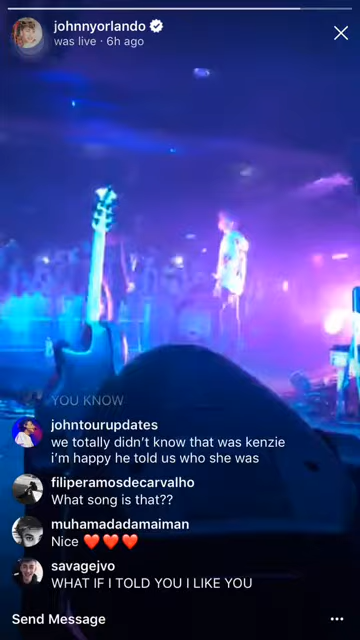 johnnyorlando
was live · 6h ago
YOU KNOW
johntourupdates
we totally didn't know that was kenzie
i'm happy he told us who she was
filiperamosdecarvalho
What song is that??
muhamadadamaiman
Nice ❤️❤️❤️
savagejvo
WHAT IF I TOLD YOU I LIKE YOU
Send Message